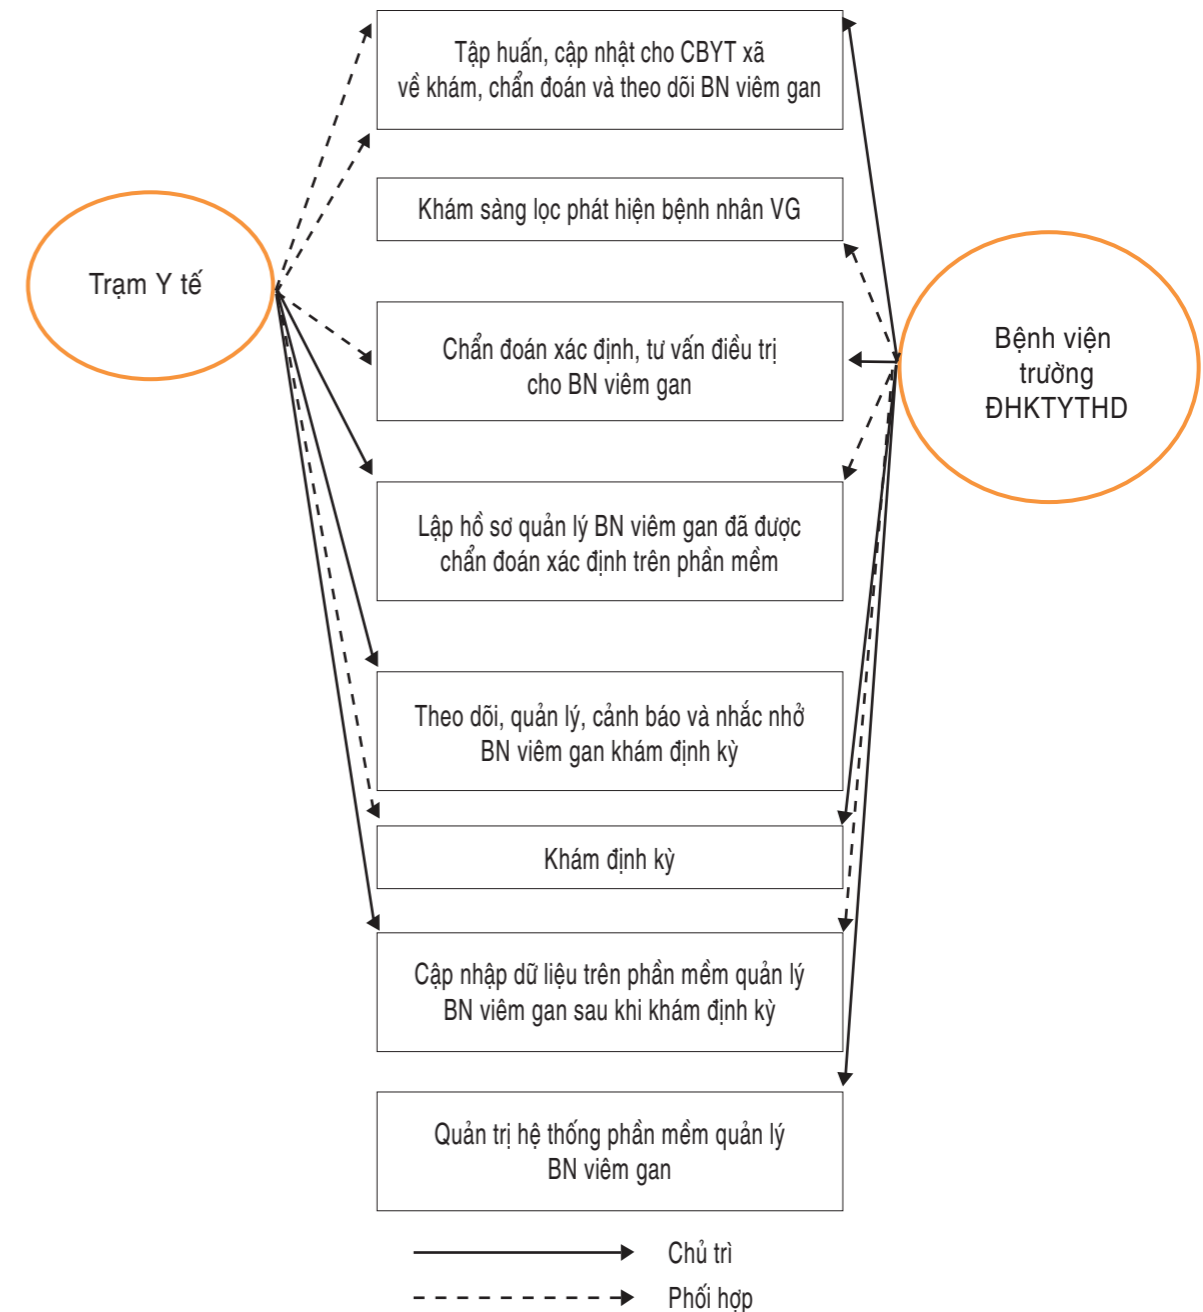 Tập huấn, cập nhật cho CBYT xã
về khám, chẩn đoán và theo dõi BN viêm gan
Khám sàng lọc phát hiện bệnh nhân VG
Trạm Y tế
Chẩn đoán xác định, tư vấn điều trị
cho BN viêm gan
Bệnh viện
trường
ĐHKTYTHD
Lập hồ sơ quản lý BN viêm gan đã được
chẩn đoán xác định trên phần mềm
Theo dõi, quản lý, cảnh báo và nhắc nhở
BN viêm gan khám định kỳ
Khám định kỳ
Cập nhập dữ liệu trên phần mềm quản lý
BN viêm gan sau khi khám định kỳ
Quản trị hệ thống phần mềm quản lý
BN viêm gan
Chủ trì
Phối hợp